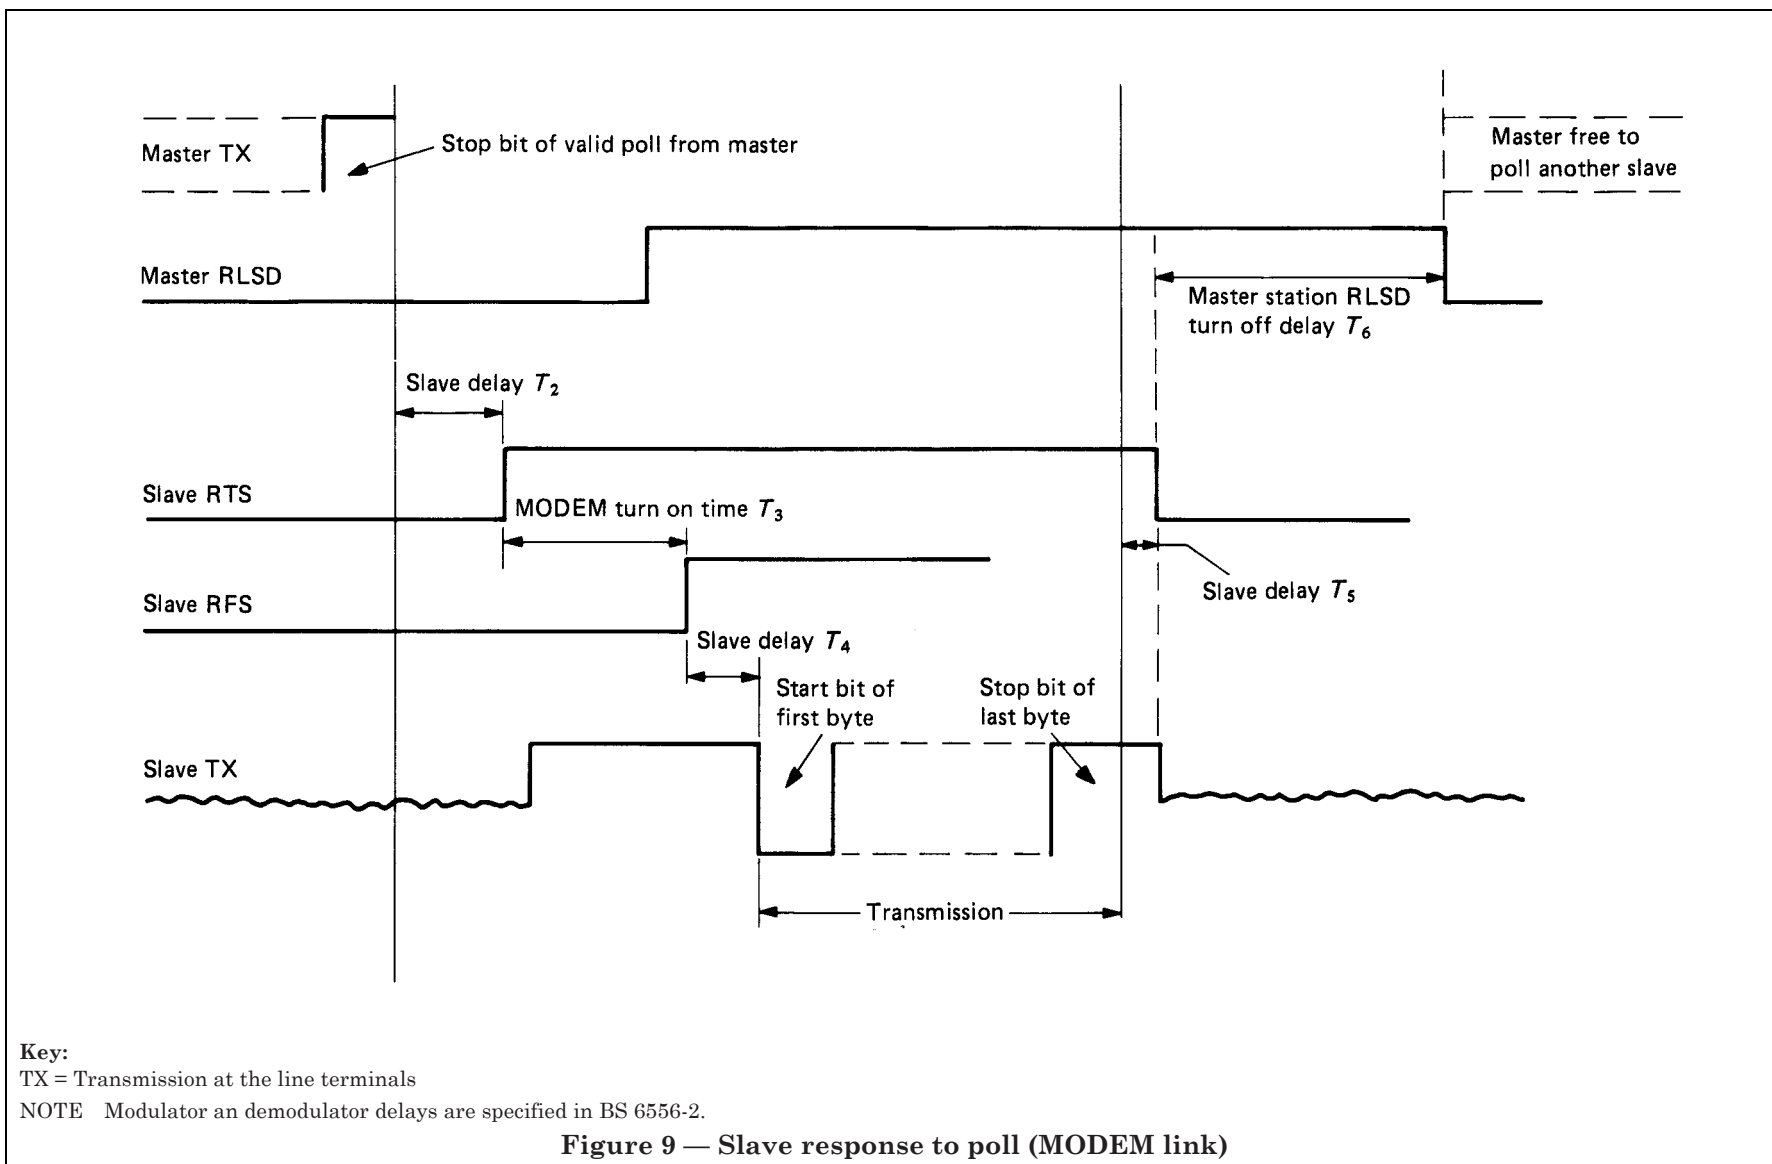 Master TX
Stop bit of valid poll from master
Master free to
poll another slave
Master RLSD
Master station RLSD
turn off delay T6
Slave delay T2
Slave RTS
MODEM turn on time T3
Slave delay T5
Slave RFS
Slave delay T4
Start bit of
first byte
Stop bit of
last byte
Slave TX
Transmission
Key:
TX = Transmission at the line terminals
NOTE Modulator an demodulator delays are specified in BS 6556-2.
Figure 9 — Slave response to poll (MODEM link)